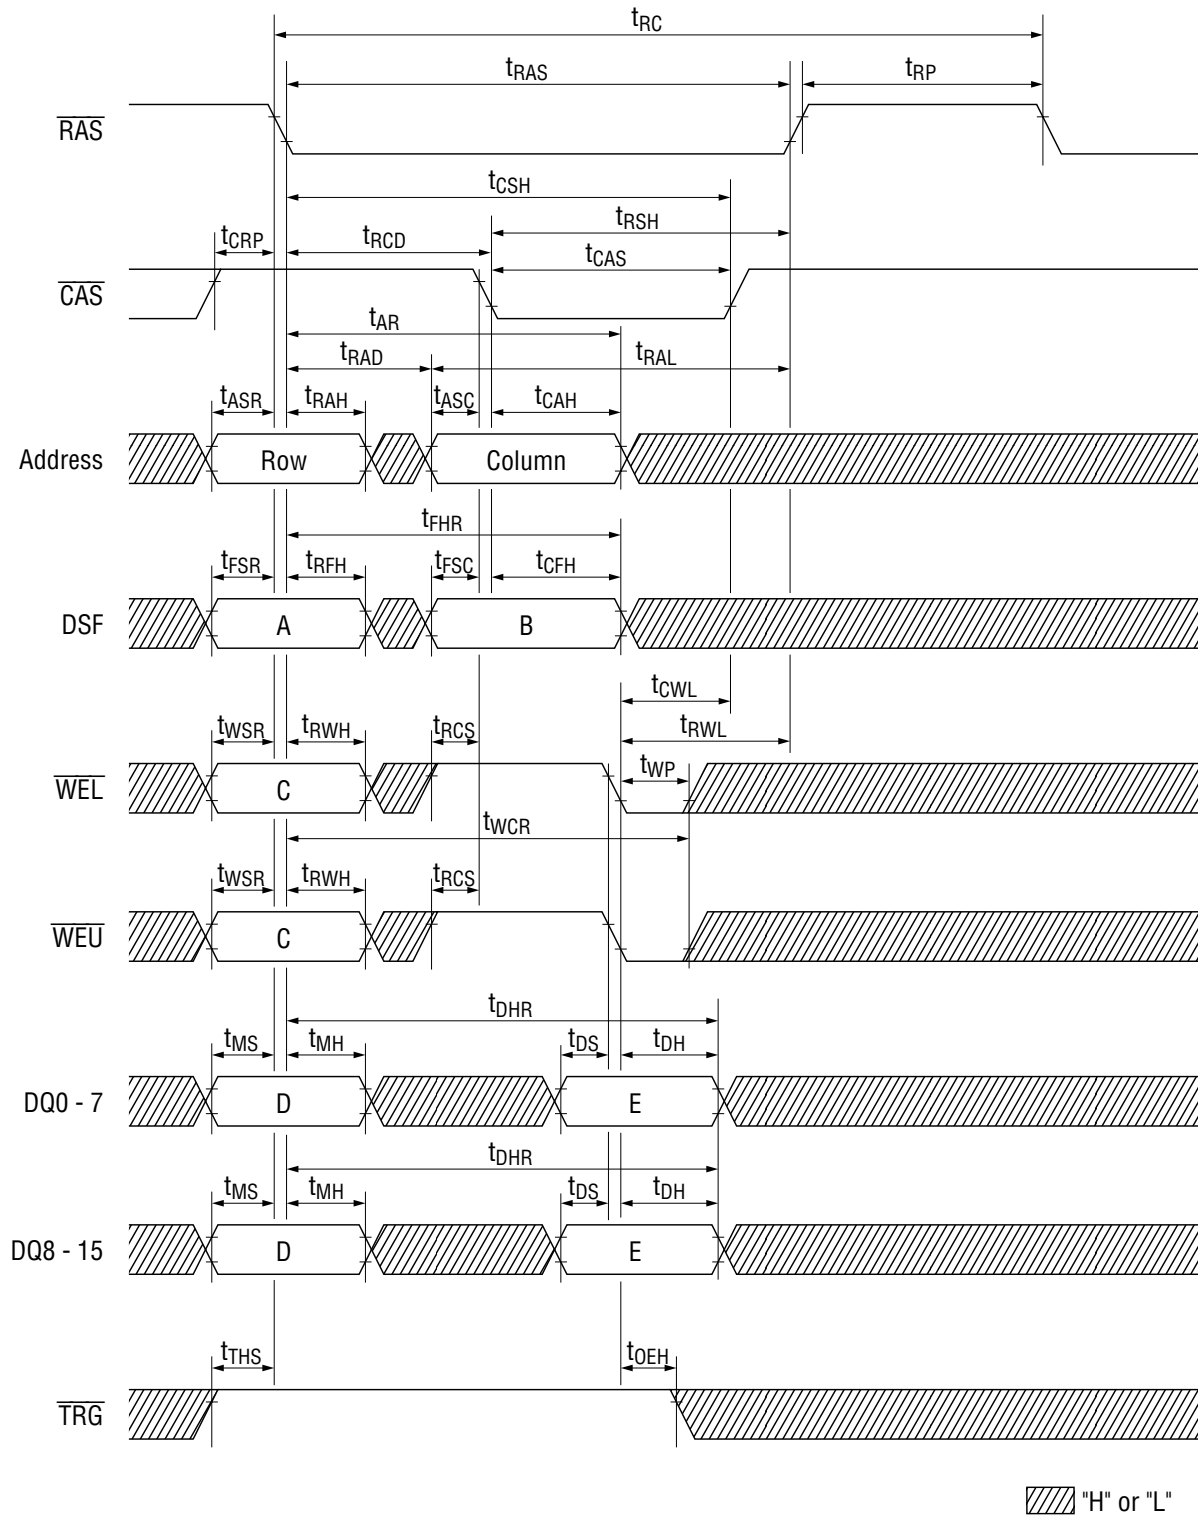 tRC
tRAS tRP
RAS
tCSH
tRSH
tCRP tRCD
tCAS
CAS
tAR
tRAD tRAL
tASR tRAH tASC tCAH
Address Row Column
tFHR
tFSR tRFH tFSC tCFH
DSF A B
tCWL
tWSR tRWH tRCS tRWL
tWP
WEL C
tWCR
tWSR tRWH tRCS
WEU C
tDHR
tMS tMH tDS tDH
DQ0 - 7 D E
tDHR
tMS tMH tDS tDH
DQ8 - 15 D E
tTHS tOEH
TRG
"H" or "L"